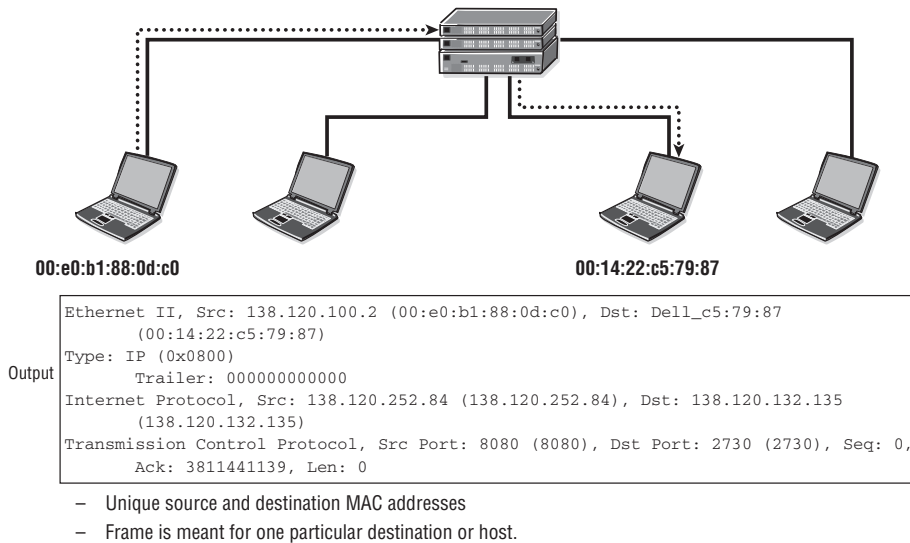 00:e0:b1:88:0d:c0
00:14:22:c5:79:87
Output
Ethernet II, Src: 138.120.100.2 (00:e0:b1:88:0d:c0), Dst: Dell_c5:79:87
(00:14:22:c5:79:87)
Type: IP (0x0800)
Trailer: 000000000000
Internet Protocol, Src: 138.120.252.84 (138.120.252.84), Dst: 138.120.132.135
(138.120.132.135)
Transmission Control Protocol, Src Port: 8080 (8080), Dst Port: 2730 (2730), Seq: 0,
Ack: 3811441139, Len: 0
– Unique source and destination MAC addresses
– Frame is meant for one particular destination or host.